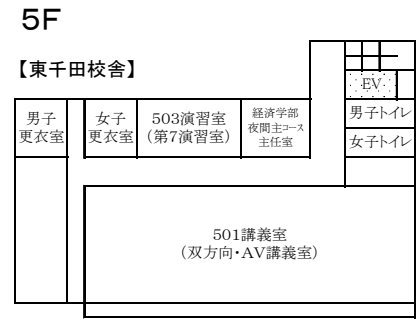 5F
【東千田校舎】
EV
男子
更衣室
女子
更衣室
503演習室
(第7演習室)
経済学部
夜間主コース
主任室
男子トイレ
女子トイレ
501講義室
(双方向・AV講義室)